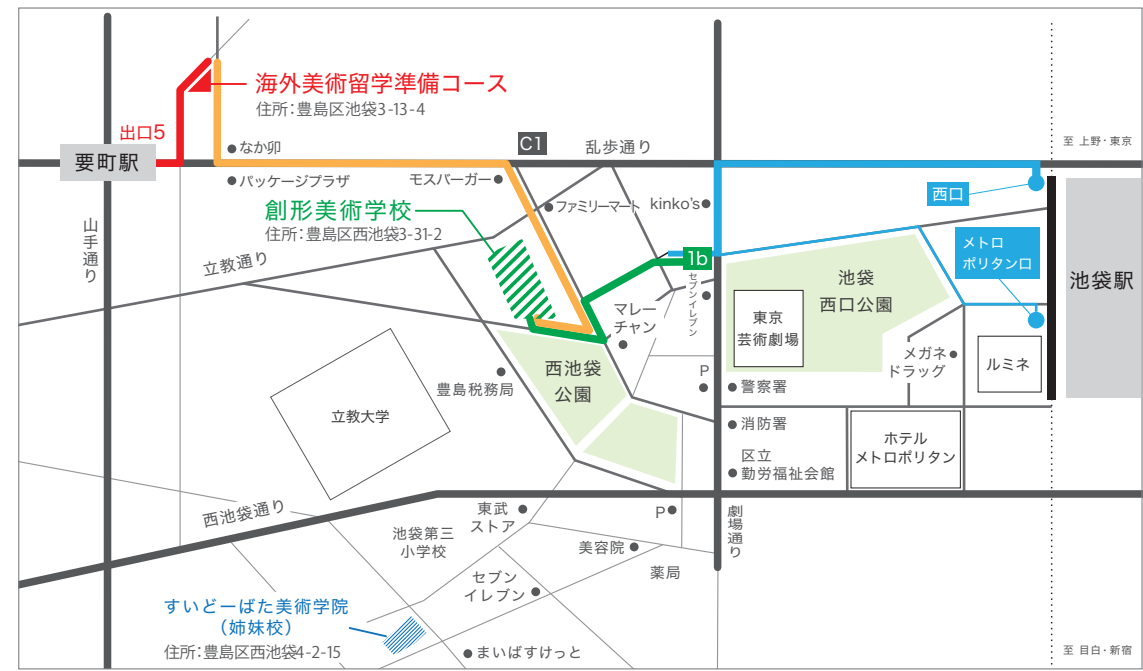 海外美術留学準備コース
住所：豊島区池袋3-13-4
出口5
要町駅
なか卯
パッケージプラザ
C1
乱歩通り
至 上野・東京
モスバーガー
ファミリーマート
kinko's
西口
創形美術学校
住所：豊島区西池袋3-31-2
山手通り
立教通り
1b
セブンイレブン
メトロ
ポリタン口
池袋駅
池袋
西口公園
東京
芸術劇場
マレー
チャン
メガネ
ドラッグ
ルミネ
西池袋
公園
豊島税務局
P
警察署
立教大学
消防署
ホテル
メトロポリタン
区立
勤労福祉会館
西池袋通り
東武
ストア
P
劇場通り
池袋第三
小学校
美容院
薬局
セブン
イレブン
すいどーばた美術学院
（姉妹校）
住所：豊島区西池袋4-2-15
まいばすけっと
至 目白・新宿